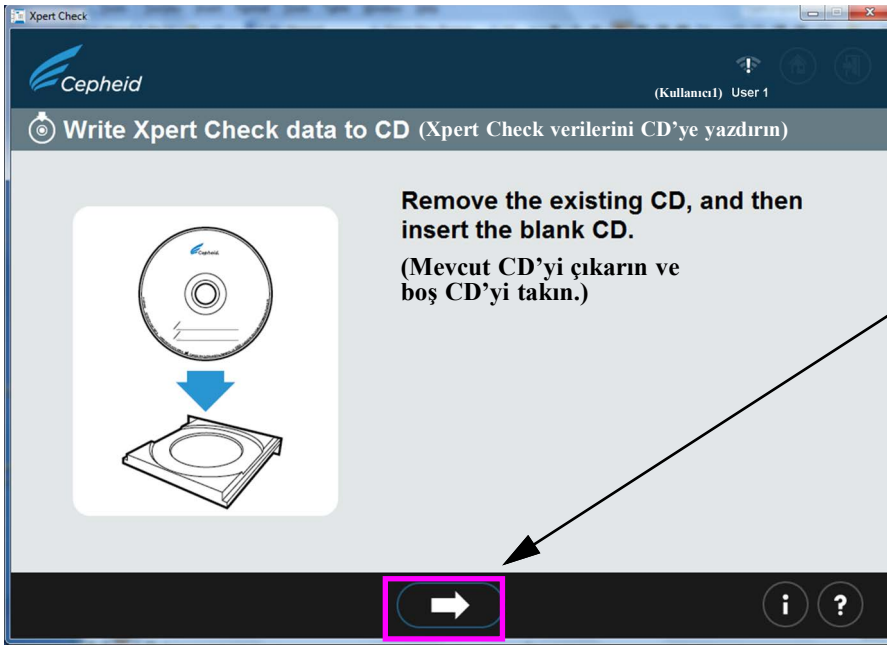 Xpert Check
Cepheid
(Kullanıcı1) User 1
Write Xpert Check data to CD (Xpert Check verilerini CD’ye yazdırın)
Cepheid
Remove the existing CD, and then
insert the blank CD.
(Mevcut CD’yi çıkarın ve
boş CD’yi takın.)
i ?